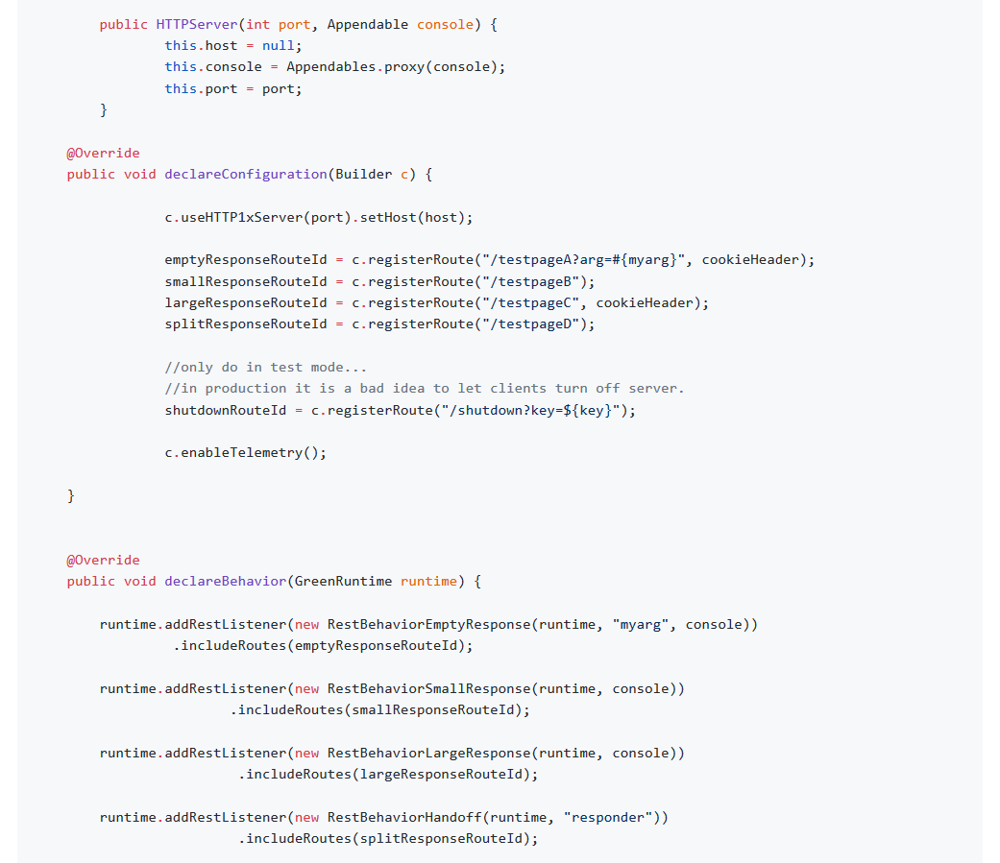 public HTTPServer(int port, Appendable console) {
this.host = null;
this.console = Appendables.proxy(console);
this.port = port;
}
@Override
public void declareConfiguration(Builder c) {
c.useHTTP1xServer(port).setHost(host);
emptyResponseRouteId = c.registerRoute("/testpageA?arg=#{myarg}", cookieHeader);
smallResponseRouteId = c.registerRoute("/testpageB");
largeResponseRouteId = c.registerRoute("/testpageC", cookieHeader);
splitResponseRouteId = c.registerRoute("/testpageD");
//only do in test mode...
//in production it is a bad idea to let clients turn off server.
shutdownRouteId = c.registerRoute("/shutdown?key=${key}");
c.enableTelemetry();
}
@Override
public void declareBehavior(GreenRuntime runtime) {
runtime.addRestListener(new RestBehaviorEmptyResponse(runtime, "myarg", console))
.includeRoutes(emptyResponseRouteId);
runtime.addRestListener(new RestBehaviorSmallResponse(runtime, console))
.includeRoutes(smallResponseRouteId);
runtime.addRestListener(new RestBehaviorLargeResponse(runtime, console))
.includeRoutes(largeResponseRouteId);
runtime.addRestListener(new RestBehaviorHandoff(runtime, "responder"))
.includeRoutes(splitResponseRouteId);